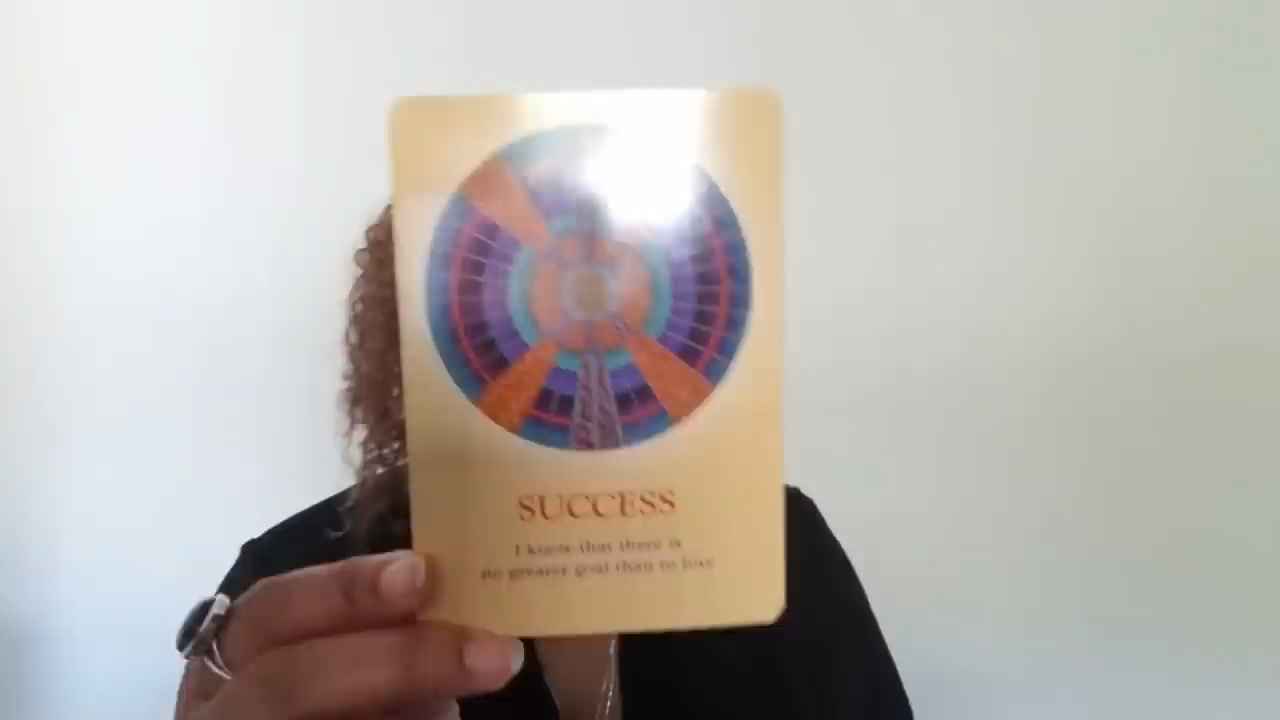 SUCCESS
I know that there is
no greater goal than to love